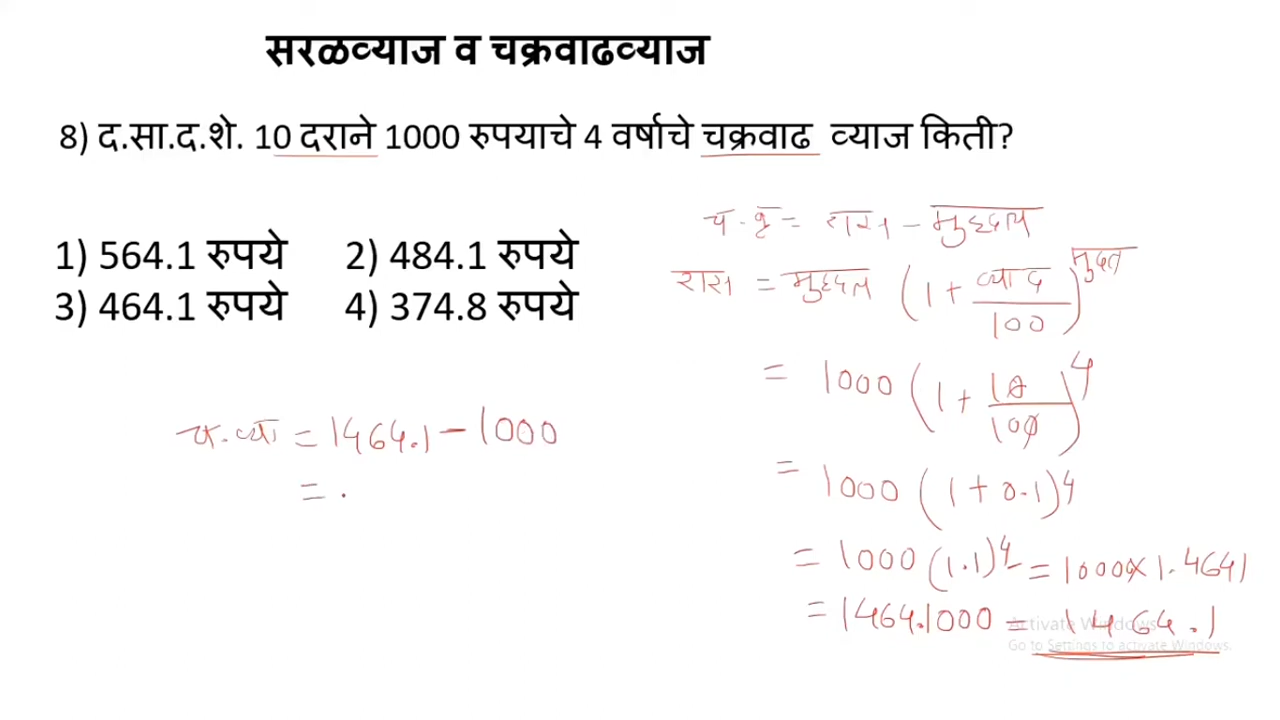 सरळव्याज व चक्रवाढव्याज
8) द.सा.द.शे. 10 दराने 1000 रुपयाचे 4 वर्षाचे चक्रवाढ व्याज किती?
1) 564.1 रुपये 2) 484.1 रुपये
3) 464.1 रुपये 4) 374.8 रुपये
= रास - मुद्दल
रास = मुद्दल (1 + व्या द / 100)^मुदत
= 1000 (1 + 10/100)^4
= 1000 (1 + 0.1)^4
= 1000 (1.1)^4 = 1000 × 1.4641
= 1464.1000 = 1464.1
च.व्या = 1464.1 - 1000
= .
Activate Windows
Go to Settings to activate Windows.